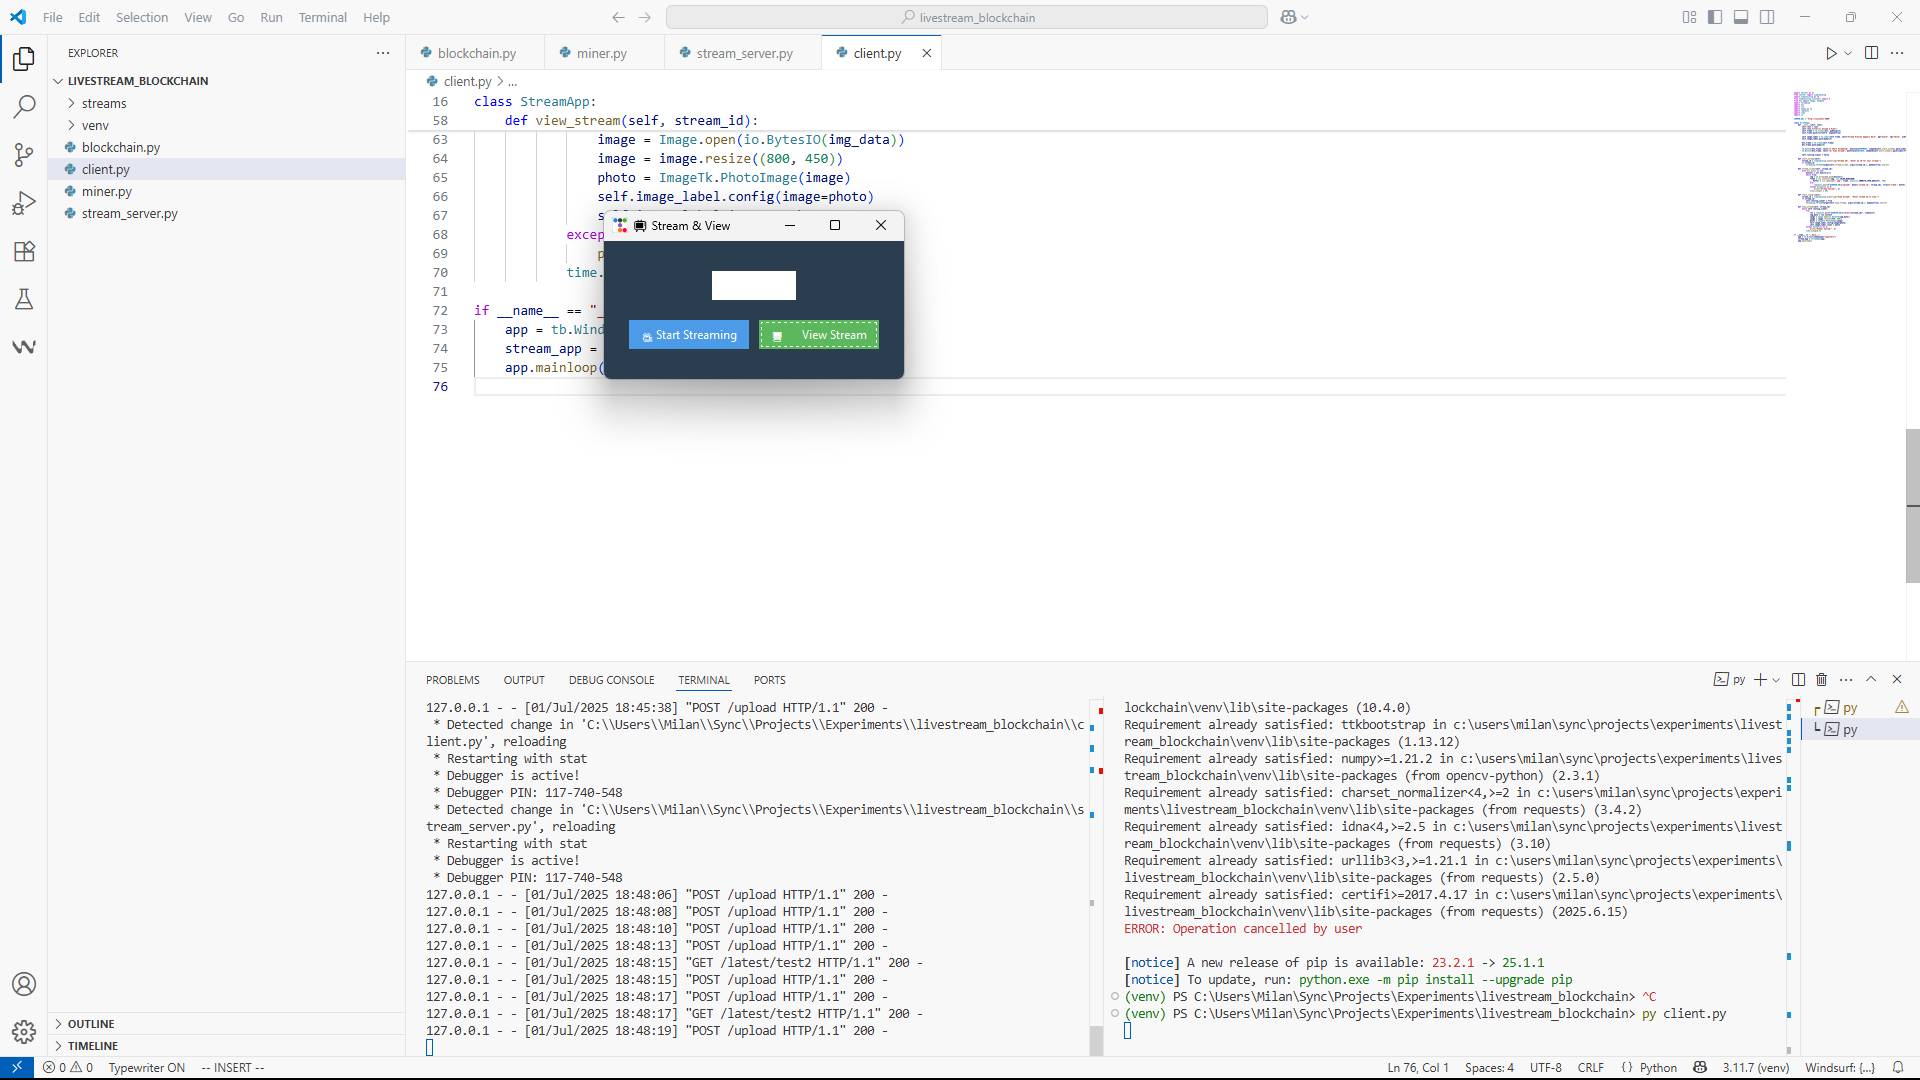 File Edit Selection View Go Run Terminal Help
livestream_blockchain
EXPLORER
LIVESTREAM_BLOCKCHAIN
streams
venv
blockchain.py
client.py
miner.py
stream_server.py
OUTLINE
TIMELINE
blockchain.py miner.py stream_server.py client.py
client.py > ...
16 class StreamApp:
58 def view_stream(self, stream_id):
63 image = Image.open(io.BytesIO(img_data))
64 image = image.resize((800, 450))
65 photo = ImageTk.PhotoImage(image)
66 self.image_label.config(image=photo)
67
68 excep
69
70 time.
71
72 if __name__ == "_
73 app = tb.Wind
74 stream_app =
75 app.mainloop(
76
Stream & View
Start Streaming
View Stream
PROBLEMS OUTPUT DEBUG CONSOLE TERMINAL PORTS
py
127.0.0.1 - - [01/Jul/2025 18:45:38] "POST /upload HTTP/1.1" 200 -
* Detected change in 'C:\\Users\\Milan\\Sync\\Projects\\Experiments\\livestream_blockchain\\c
lient.py', reloading
* Restarting with stat
* Debugger is active!
* Debugger PIN: 117-740-548
* Detected change in 'C:\\Users\\Milan\\Sync\\Projects\\Experiments\\livestream_blockchain\\s
tream_server.py', reloading
* Restarting with stat
* Debugger is active!
* Debugger PIN: 117-740-548
127.0.0.1 - - [01/Jul/2025 18:48:06] "POST /upload HTTP/1.1" 200 -
127.0.0.1 - - [01/Jul/2025 18:48:08] "POST /upload HTTP/1.1" 200 -
127.0.0.1 - - [01/Jul/2025 18:48:10] "POST /upload HTTP/1.1" 200 -
127.0.0.1 - - [01/Jul/2025 18:48:13] "POST /upload HTTP/1.1" 200 -
127.0.0.1 - - [01/Jul/2025 18:48:15] "GET /latest/test2 HTTP/1.1" 200 -
127.0.0.1 - - [01/Jul/2025 18:48:15] "POST /upload HTTP/1.1" 200 -
127.0.0.1 - - [01/Jul/2025 18:48:17] "POST /upload HTTP/1.1" 200 -
127.0.0.1 - - [01/Jul/2025 18:48:17] "GET /latest/test2 HTTP/1.1" 200 -
127.0.0.1 - - [01/Jul/2025 18:48:19] "POST /upload HTTP/1.1" 200 -
lockchain\venv\lib\site-packages (10.4.0)
Requirement already satisfied: ttkbootstrap in c:\users\milan\sync\projects\experiments\livest
ream_blockchain\venv\lib\site-packages (1.13.12)
Requirement already satisfied: numpy>=1.21.2 in c:\users\milan\sync\projects\experiments\lives
tream_blockchain\venv\lib\site-packages (from opencv-python) (2.3.1)
Requirement already satisfied: charset_normalizer<4,>=2 in c:\users\milan\sync\projects\experi
ments\livestream_blockchain\venv\lib\site-packages (from requests) (3.4.2)
Requirement already satisfied: idna<4,>=2.5 in c:\users\milan\sync\projects\experiments\livest
ream_blockchain\venv\lib\site-packages (from requests) (3.10)
Requirement already satisfied: urllib3<3,>=1.21.1 in c:\users\milan\sync\projects\experiments\
livestream_blockchain\venv\lib\site-packages (from requests) (2.5.0)
Requirement already satisfied: certifi>=2017.4.17 in c:\users\milan\sync\projects\experiments\
livestream_blockchain\venv\lib\site-packages (from requests) (2025.6.15)
ERROR: Operation cancelled by user
[notice] A new release of pip is available: 23.2.1 -> 25.1.1
[notice] To update, run: python.exe -m pip install --upgrade pip
(venv) PS C:\Users\Milan\Sync\Projects\Experiments\livestream_blockchain> ^C
(venv) PS C:\Users\Milan\Sync\Projects\Experiments\livestream_blockchain> py client.py
py
py
0 0 Typewriter ON -- INSERT -- Ln 76, Col 1 Spaces: 4 UTF-8 CRLF {} Python 3.11.7 (venv) Windsurf: {...}